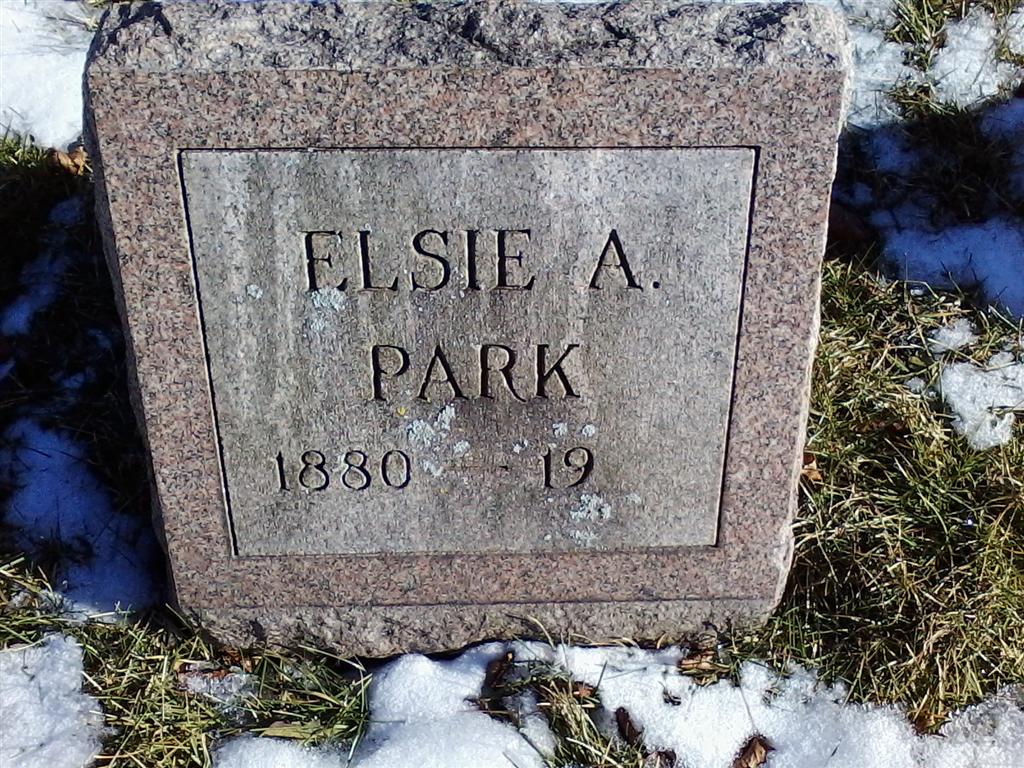 ELSIE A.
PARK
1880 — 19